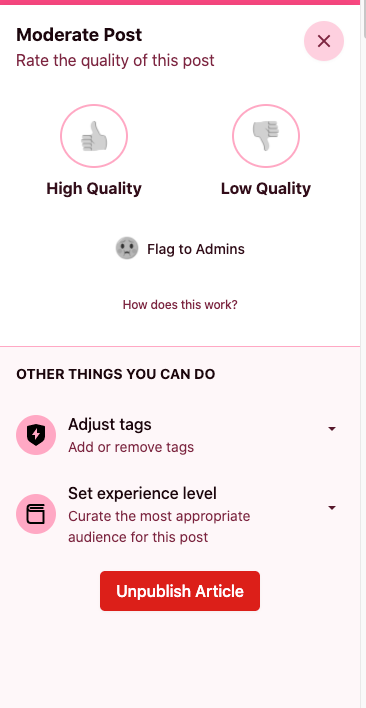 Moderate Post
Rate the quality of this post
High Quality
Low Quality
Flag to Admins
How does this work?
OTHER THINGS YOU CAN DO
Adjust tags
Add or remove tags
Set experience level
Curate the most appropriate
audience for this post
Unpublish Article